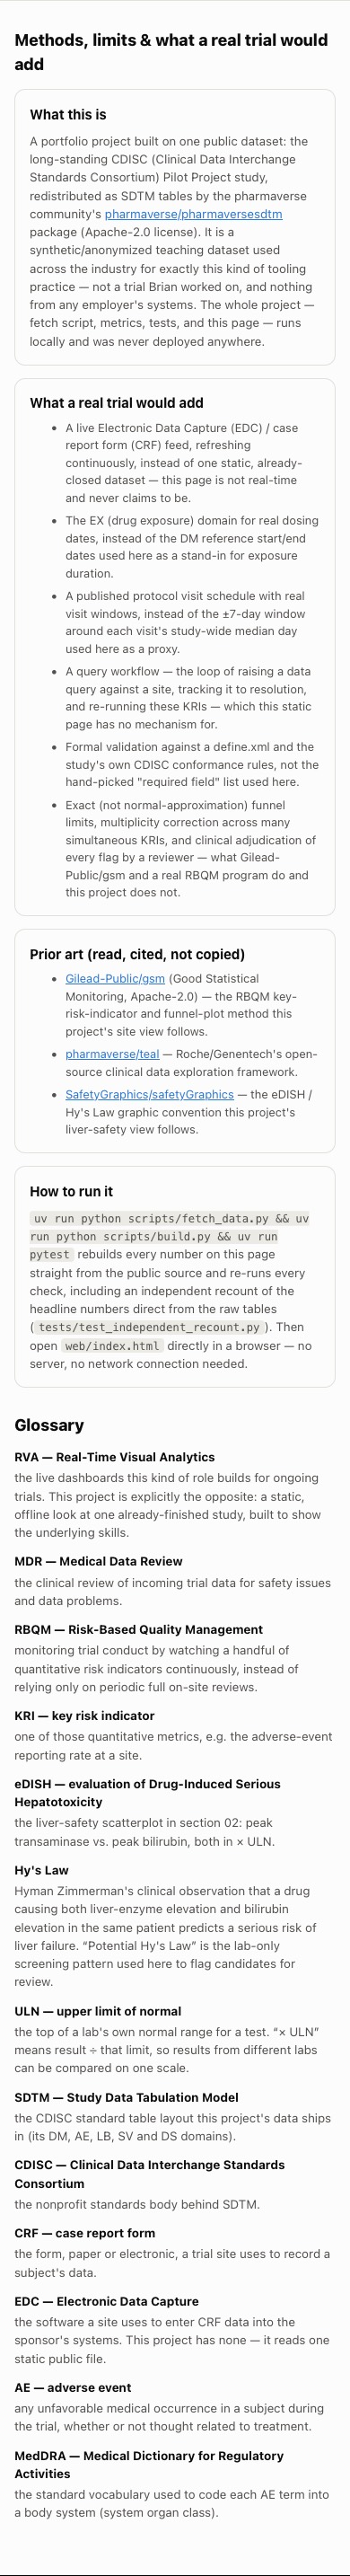 Methods, limits & what a real trial would
add
What this is
A portfolio project built on one public dataset: the
long-standing CDISC (Clinical Data Interchange
Standards Consortium) Pilot Project study,
redistributed as SDTM tables by the pharmaverse
community's pharmaverse/pharmaversesdtm
package (Apache-2.0 license). It is a
synthetic/anonymized teaching dataset used
across the industry for exactly this kind of tooling
practice — not a trial Brian worked on, and nothing
from any employer's systems. The whole project —
fetch script, metrics, tests, and this page — runs
locally and was never deployed anywhere.
What a real trial would add
• A live Electronic Data Capture (EDC) / case
report form (CRF) feed, refreshing
continuously, instead of one static, already-
closed dataset — this page is not real-time
and never claims to be.
• The EX (drug exposure) domain for real dosing
dates, instead of the DM reference start/end
dates used here as a stand-in for exposure
duration.
• A published protocol visit schedule with real
visit windows, instead of the ±7-day window
around each visit's study-wide median day
used here as a proxy.
• A query workflow — the loop of raising a data
query against a site, tracking it to resolution,
and re-running these KRIs — which this static
page has no mechanism for.
• Formal validation against a define.xml and the
study's own CDISC conformance rules, not the
hand-picked "required field" list used here.
• Exact (not normal-approximation) funnel
limits, multiplicity correction across many
simultaneous KRIs, and clinical adjudication of
every flag by a reviewer — what Gilead-
Public/gsm and a real RBQM program do and
this project does not.
Prior art (read, cited, not copied)
• Gilead-Public/gsm (Good Statistical
Monitoring, Apache-2.0) — the RBQM key-
risk-indicator and funnel-plot method this
project's site view follows.
• pharmaverse/teal — Roche/Genentech's open-
source clinical data exploration framework.
• SafetyGraphics/safetyGraphics — the eDISH /
Hy's Law graphic convention this project's
liver-safety view follows.
How to run it
uv run python scripts/fetch_data.py && uv
run python scripts/build.py && uv run
pytest rebuilds every number on this page
straight from the public source and re-runs every
check, including an independent recount of the
headline numbers direct from the raw tables
(tests/test_independent_recount.py). Then
open web/index.html directly in a browser — no
server, no network connection needed.
Glossary
RVA — Real-Time Visual Analytics
the live dashboards this kind of role builds for ongoing
trials. This project is explicitly the opposite: a static,
offline look at one already-finished study, built to show
the underlying skills.
MDR — Medical Data Review
the clinical review of incoming trial data for safety issues
and data problems.
RBQM — Risk-Based Quality Management
monitoring trial conduct by watching a handful of
quantitative risk indicators continuously, instead of
relying only on periodic full on-site reviews.
KRI — key risk indicator
one of those quantitative metrics, e.g. the adverse-event
reporting rate at a site.
eDISH — evaluation of Drug-Induced Serious
Hepatotoxicity
the liver-safety scatterplot in section 02: peak
transaminase vs. peak bilirubin, both in × ULN.
Hy's Law
Hyman Zimmerman's clinical observation that a drug
causing both liver-enzyme elevation and bilirubin
elevation in the same patient predicts a serious risk of
liver failure. “Potential Hy's Law” is the lab-only
screening pattern used here to flag candidates for
review.
ULN — upper limit of normal
the top of a lab's own normal range for a test. “× ULN”
means result ÷ that limit, so results from different labs
can be compared on one scale.
SDTM — Study Data Tabulation Model
the CDISC standard table layout this project's data ships
in (its DM, AE, LB, SV and DS domains).
CDISC — Clinical Data Interchange Standards
Consortium
the nonprofit standards body behind SDTM.
CRF — case report form
the form, paper or electronic, a trial site uses to record a
subject's data.
EDC — Electronic Data Capture
the software a site uses to enter CRF data into the
sponsor's systems. This project has none — it reads one
static public file.
AE — adverse event
any unfavorable medical occurrence in a subject during
the trial, whether or not thought related to treatment.
MedDRA — Medical Dictionary for Regulatory
Activities
the standard vocabulary used to code each AE term into
a body system (system organ class).